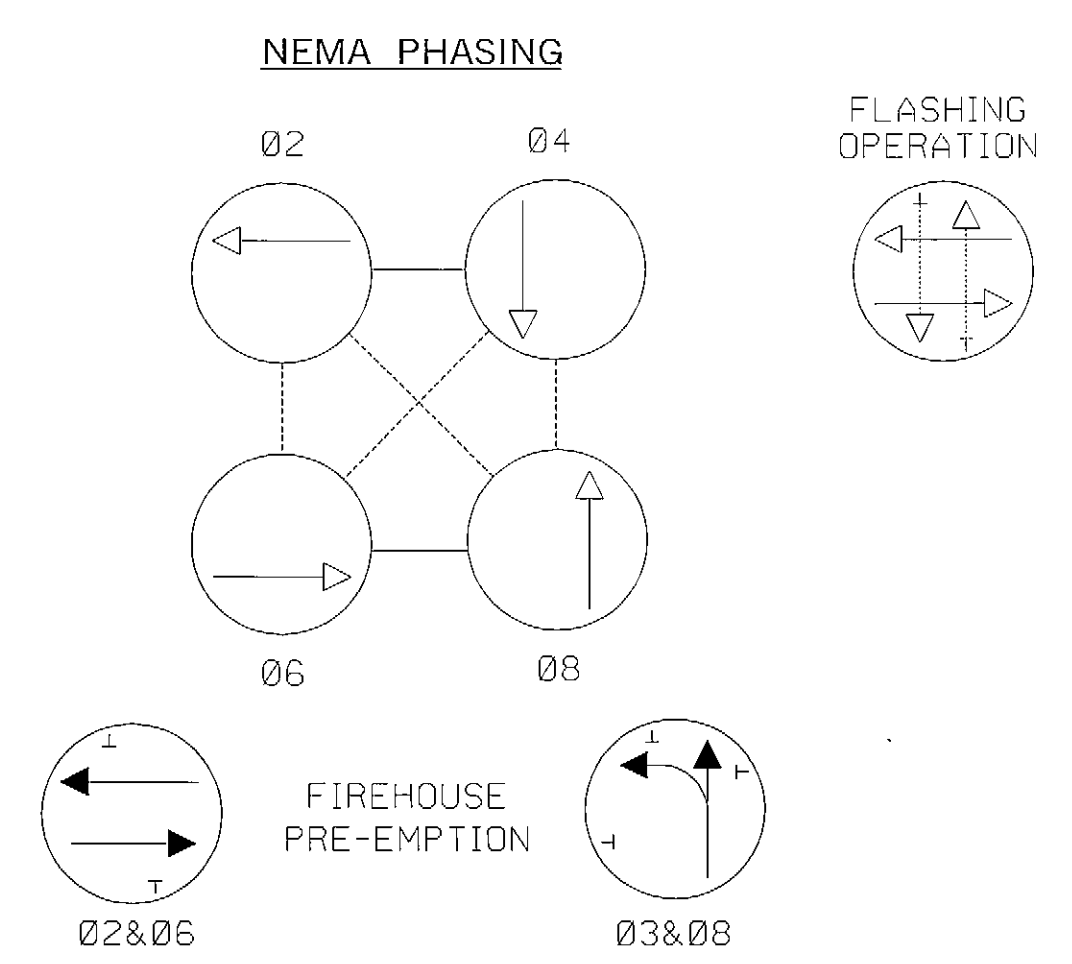 NEMA PHASING
FLASHING
OPERATION
Ø2
Ø4
Ø6
Ø8
FIREHOUSE
PRE-EMPTION
Ø2&Ø6
Ø3&Ø8